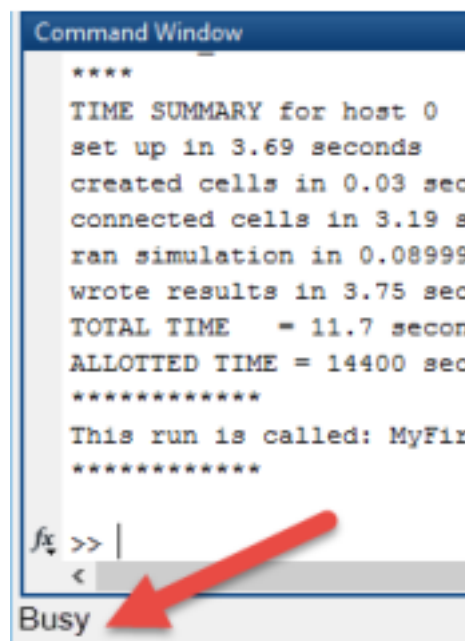 Command Window
****
TIME SUMMARY for host 0
set up in 3.69 seconds
created cells in 0.03 sec
connected cells in 3.19 s
ran simulation in 0.08999
wrote results in 3.75 sec
TOTAL TIME = 11.7 secon
ALLOTTED TIME = 14400 sec
************
This run is called: MyFir
************
fx >>
<
Busy